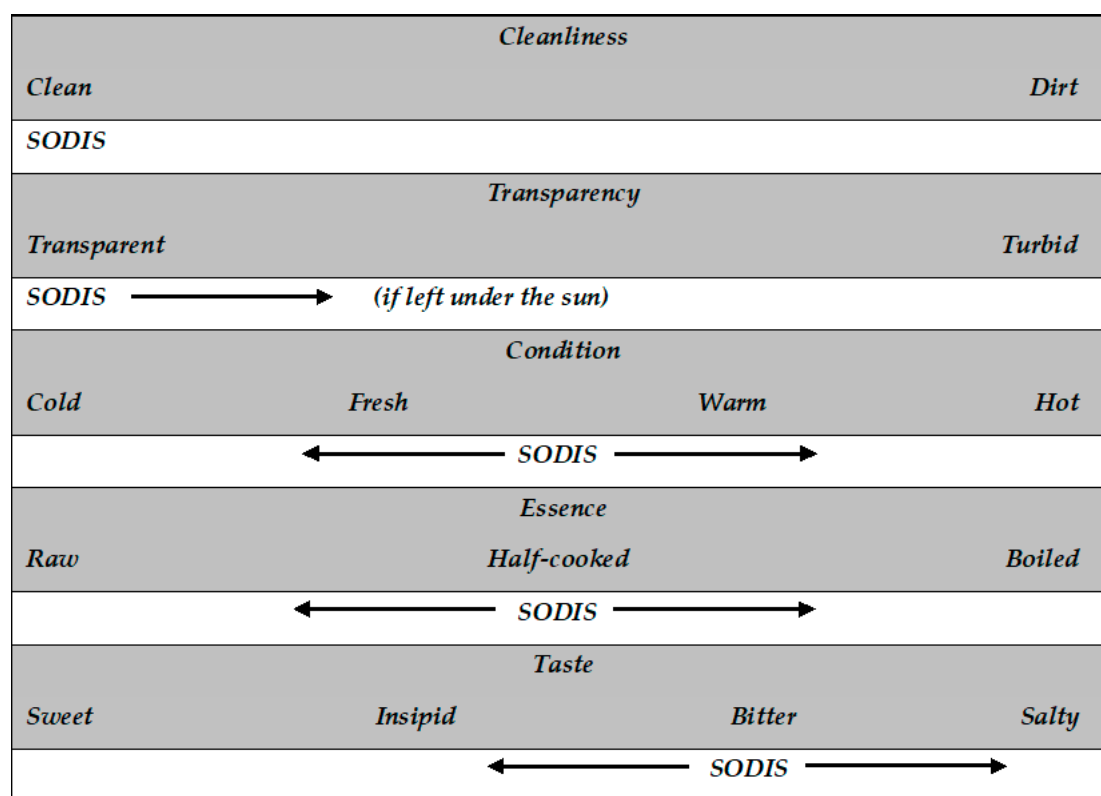 Cleanliness
Clean Dirt
SODIS
Transparency
Transparent Turbid
SODIS (if left under the sun)
Condition
Cold Fresh Warm Hot
SODIS
Essence
Raw Half-cooked Boiled
SODIS
Taste
Sweet Insipid Bitter Salty
SODIS